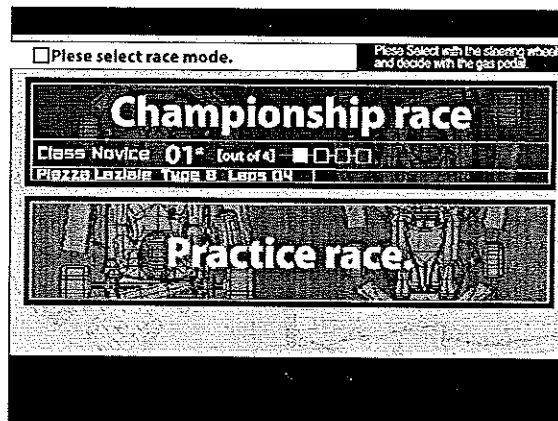 Plese select race mode.
Plese Select with the steering wheel
and decide with the gas pedal.
Championship race
Class Novice 01st [out of 4]
Piazza Laziale Type B Laps 04
Practice race.